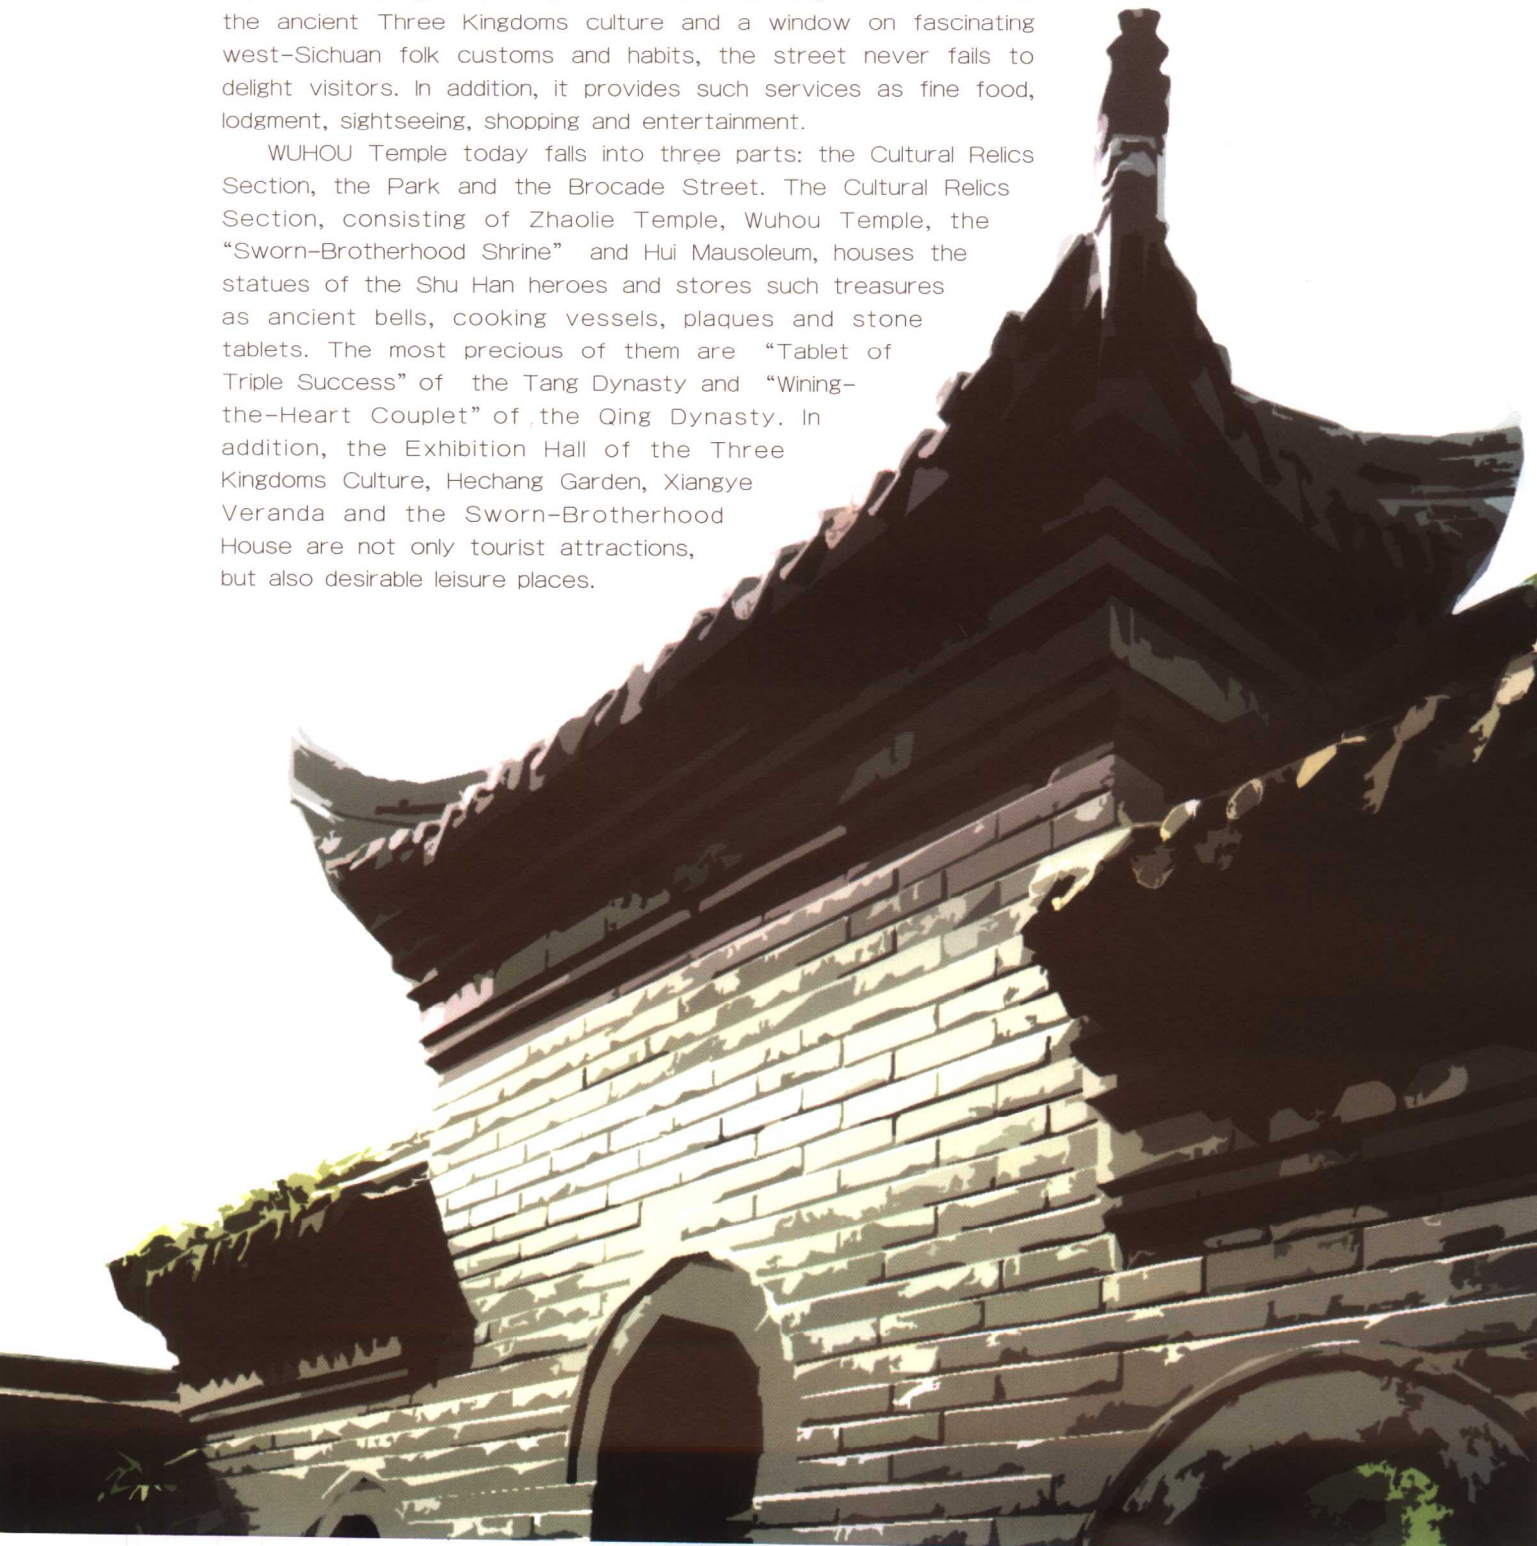 the ancient Three Kingdoms culture and a window on fascinating
west-Sichuan folk customs and habits, the street never fails to
delight visitors. In addition, it provides such services as fine food,
lodgment, sightseeing, shopping and entertainment.
WUHOU Temple today falls into three parts: the Cultural Relics
Section, the Park and the Brocade Street. The Cultural Relics
Section, consisting of Zhaolie Temple, Wuhou Temple, the
“Sworn-Brotherhood Shrine” and Hui Mausoleum, houses the
statues of the Shu Han heroes and stores such treasures
as ancient bells, cooking vessels, plaques and stone
tablets. The most precious of them are “Tablet of
Triple Success” of the Tang Dynasty and “Wining-
the-Heart Couplet” of the Qing Dynasty. In
addition, the Exhibition Hall of the Three
Kingdoms Culture, Hechang Garden, Xiangye
Veranda and the Sworn-Brotherhood
House are not only tourist attractions,
but also desirable leisure places.